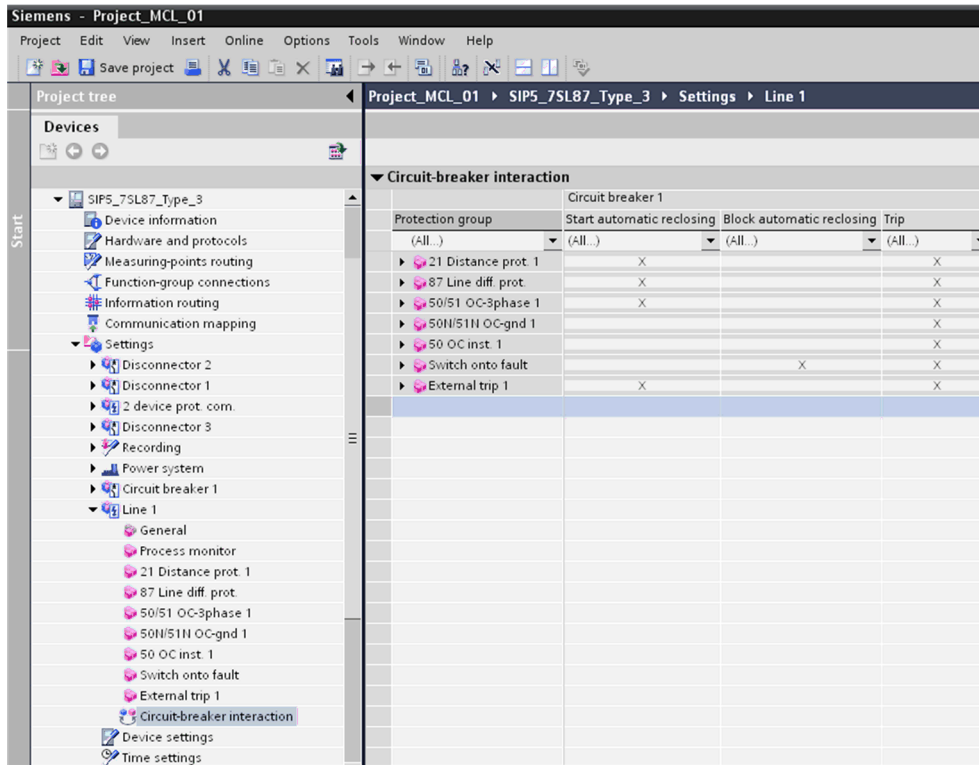 Siemens - Project_MCL_01
Project Edit View Insert Online Options Tools Window Help
Save project
Project tree
Project_MCL_01 ▸ SIP5_7SL87_Type_3 ▸ Settings ▸ Line 1
Devices
Start
Circuit-breaker interaction
Circuit breaker 1
Protection group Start automatic reclosing Block automatic reclosing Trip
(All...) (All...) (All...) (All...)
21 Distance prot. 1 X X
87 Line diff. prot. X X
50/51 OC-3phase 1 X X
50N/51N OC-gnd 1 X
50 OC inst. 1 X
Switch onto fault X X
External trip 1 X X
SIP5_7SL87_Type_3
Device information
Hardware and protocols
Measuring-points routing
Function-group connections
Information routing
Communication mapping
Settings
Disconnector 2
Disconnector 1
2 device prot. com.
Disconnector 3
Recording
Power system
Circuit breaker 1
Line 1
General
Process monitor
21 Distance prot. 1
87 Line diff. prot.
50/51 OC-3phase 1
50N/51N OC-gnd 1
50 OC inst. 1
Switch onto fault
External trip 1
Circuit-breaker interaction
Device settings
Time settings